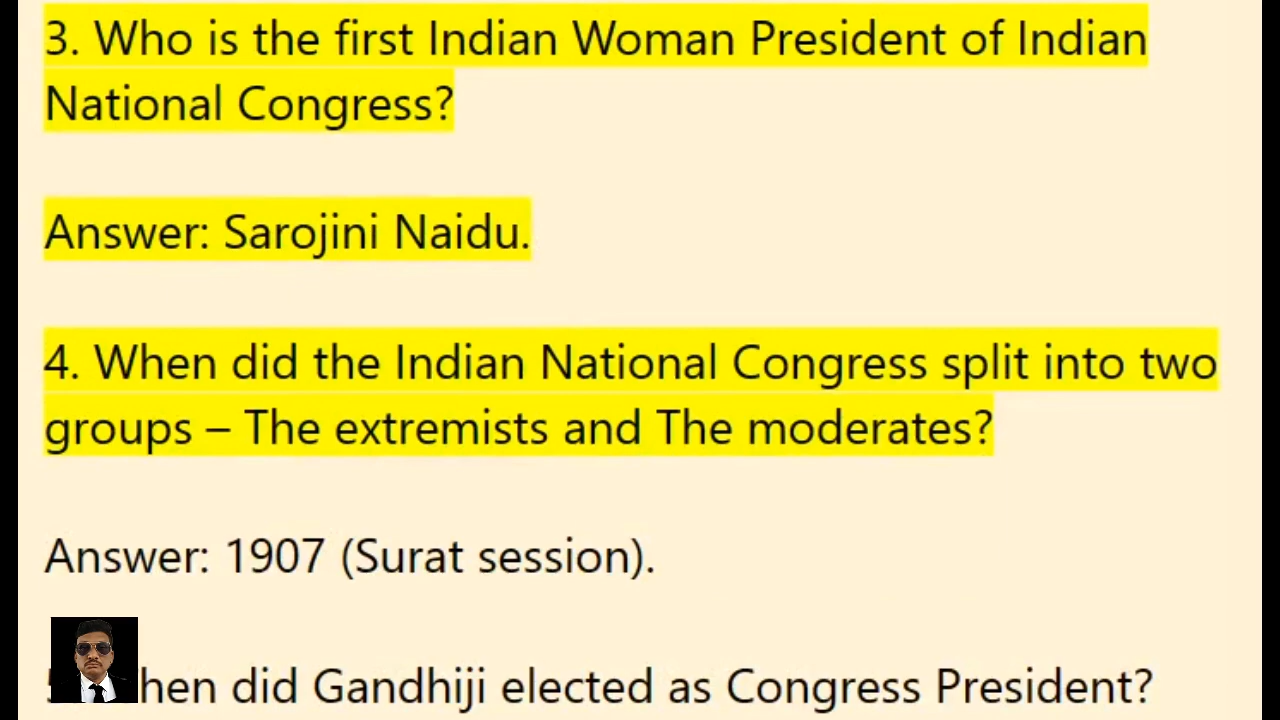 3. Who is the first Indian Woman President of Indian
National Congress?
Answer: Sarojini Naidu.
4. When did the Indian National Congress split into two
groups – The extremists and The moderates?
Answer: 1907 (Surat session).
did Gandhiji elected as Congress President?